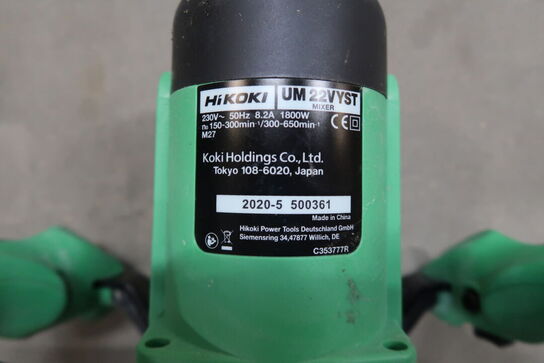 HiKOKI UM 22VYST
MIXER
230V~ 50Hz 8.2A 1800W
n₀ 150-300min⁻¹/300-650min⁻¹ CE
M27
Koki Holdings Co.,Ltd.
Tokyo 108-6020, Japan
2020-5 500361
Made in China
Hikoki Power Tools Deutschland GmbH
Siemensring 34,47877 Willich, DE
C353777R